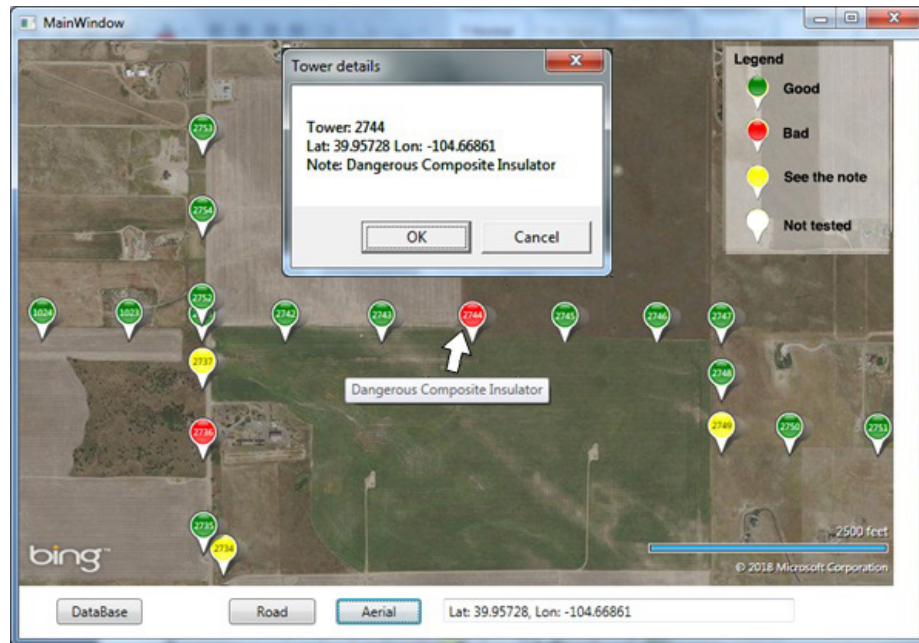 MainWindow
Tower details
Tower: 2744
Lat: 39.95728 Lon: -104.66861
Note: Dangerous Composite Insulator
OK
Cancel
Legend
Good
Bad
See the note
Not tested
2753
2754
2752
1024
1023
2742
2743
2744
2745
2746
2747
Dangerous Composite Insulator
2737
2748
2736
2749
2750
2751
2735
2734
2500 feet
bing
© 2018 Microsoft Corporation
DataBase
Road
Aerial
Lat: 39.95728, Lon: -104.66861